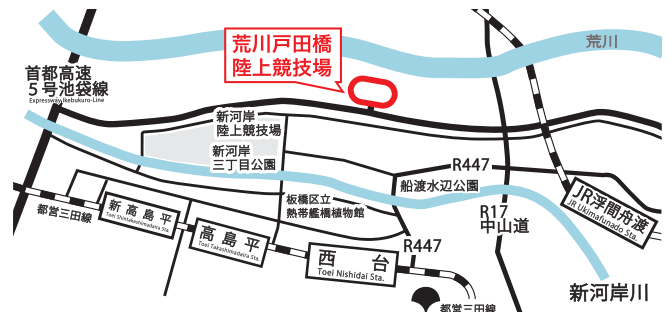 荒川戸田橋
陸上競技場
荒川
首都高速
5号池袋線
Expressway Ikebukuro-Line
新河岸
陸上競技場
新河岸
三丁目公園
R447
船渡水辺公園
JR浮間舟渡
JR Ukimafunado Sta.
板橋区立
熱帯艦橋植物館
R17
中山道
都営三田線
新高島平
Toei Shintakashimadaira Sta.
高島平
Toei Takashimadaira Sta.
西台
Toei Nishidai Sta.
R447
新河岸川
都営三田線